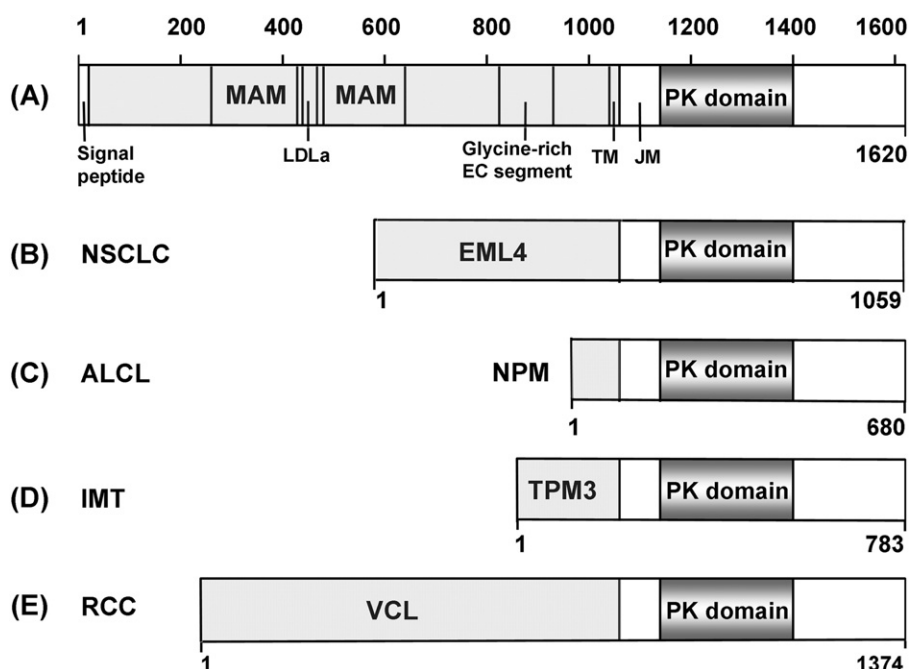 1 200 400 600 800 1000 1200 1400 1600
(A) MAM MAM PK domain
Signal
peptide
LDLa
Glycine-rich
EC segment
TM
JM
1620
(B) NSCLC EML4 PK domain
1 1059
(C) ALCL NPM PK domain
1 680
(D) IMT TPM3 PK domain
1 783
(E) RCC VCL PK domain
1 1374